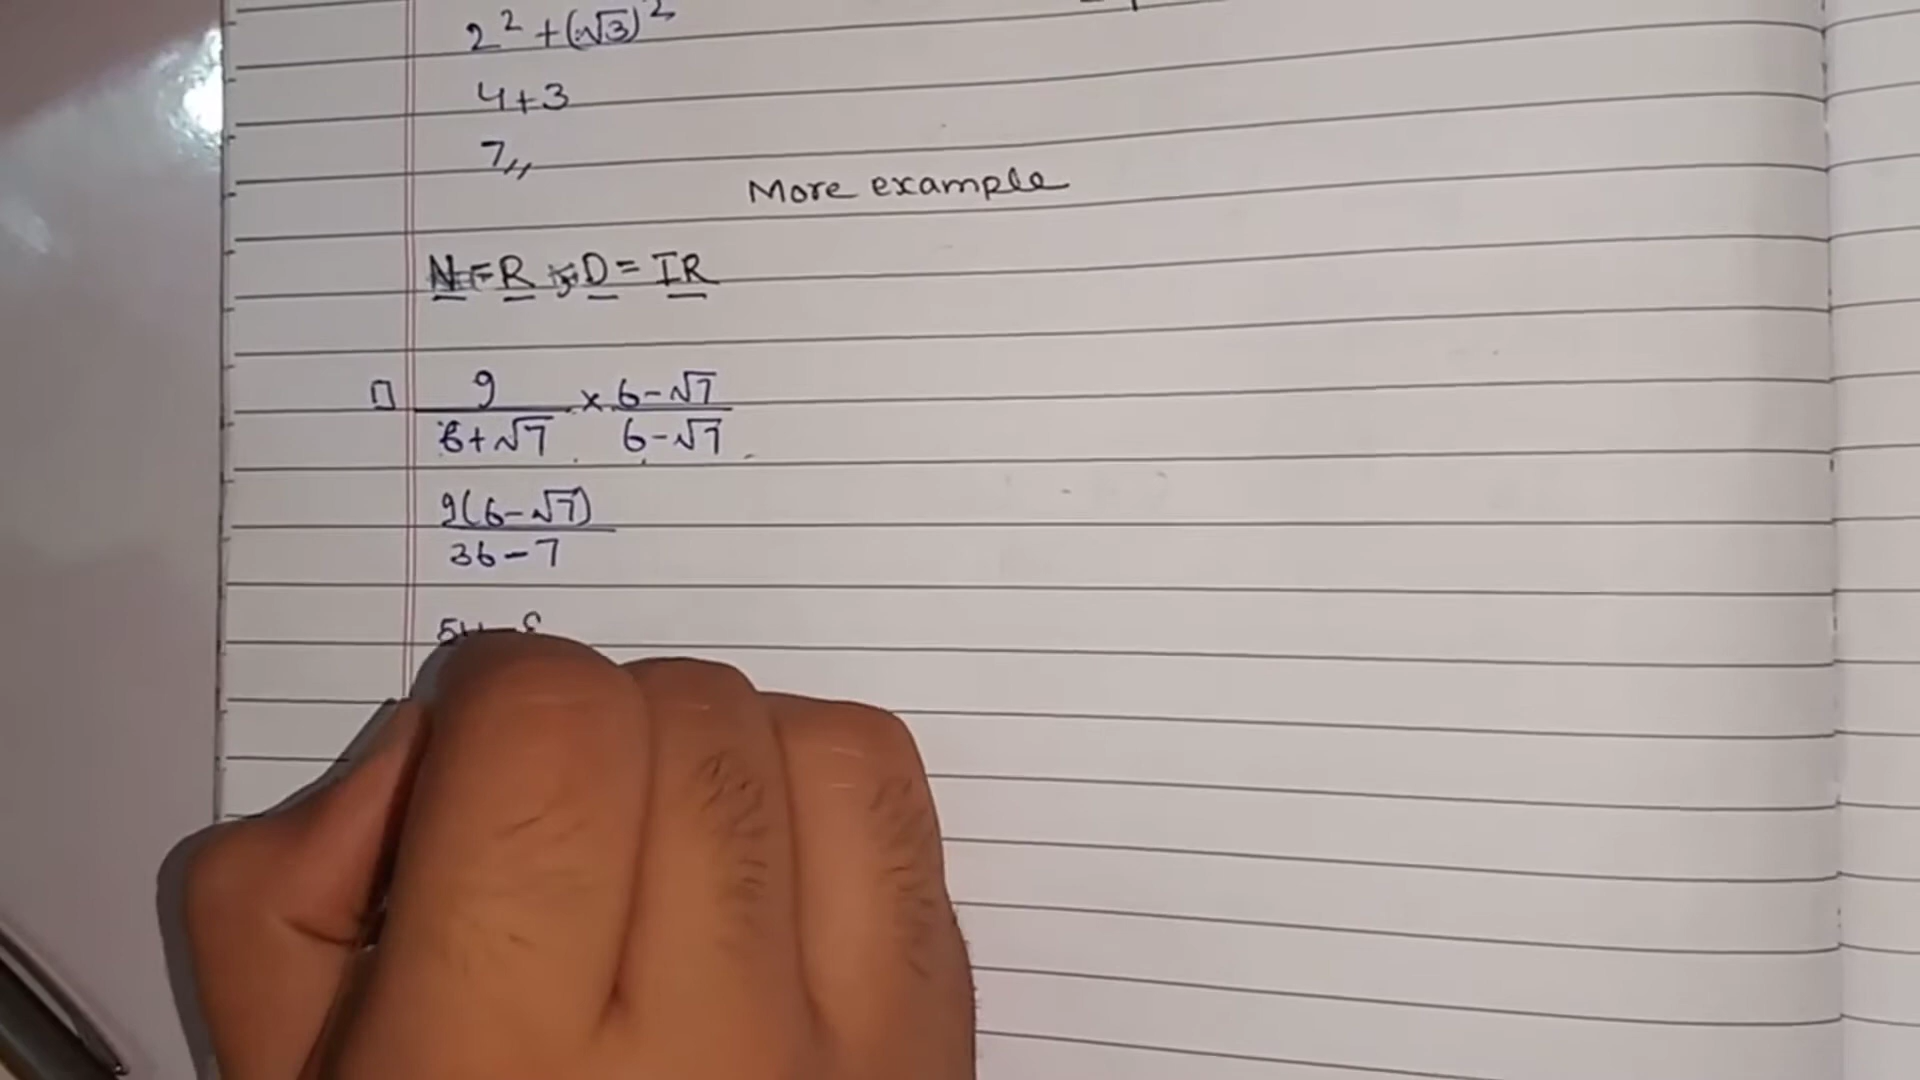 2² + (√3)²
4+3
7,,
More example
N=R ; D = IR
9 / 6+√7 × 6-√7 / 6-√7
9(6-√7) / 36-7
54 -